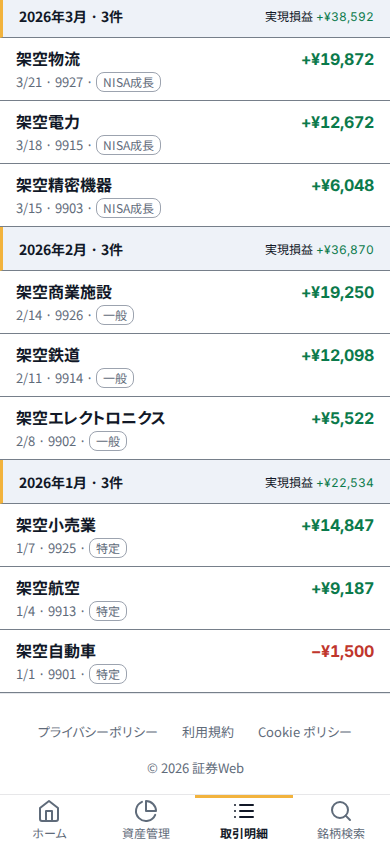 2026年3月・3件 実現損益 +¥38,592
架空物流 +¥19,872
3/21・9927・NISA成長
架空電力 +¥12,672
3/18・9915・NISA成長
架空精密機器 +¥6,048
3/15・9903・NISA成長
2026年2月・3件 実現損益 +¥36,870
架空商業施設 +¥19,250
2/14・9926・一般
架空鉄道 +¥12,098
2/11・9914・一般
架空エレクトロニクス +¥5,522
2/8・9902・一般
2026年1月・3件 実現損益 +¥22,534
架空小売業 +¥14,847
1/7・9925・特定
架空航空 +¥9,187
1/4・9913・特定
架空自動車 −¥1,500
1/1・9901・特定
プライバシーポリシー 利用規約 Cookie ポリシー
© 2026 証券Web
ホーム 資産管理 取引明細 銘柄検索